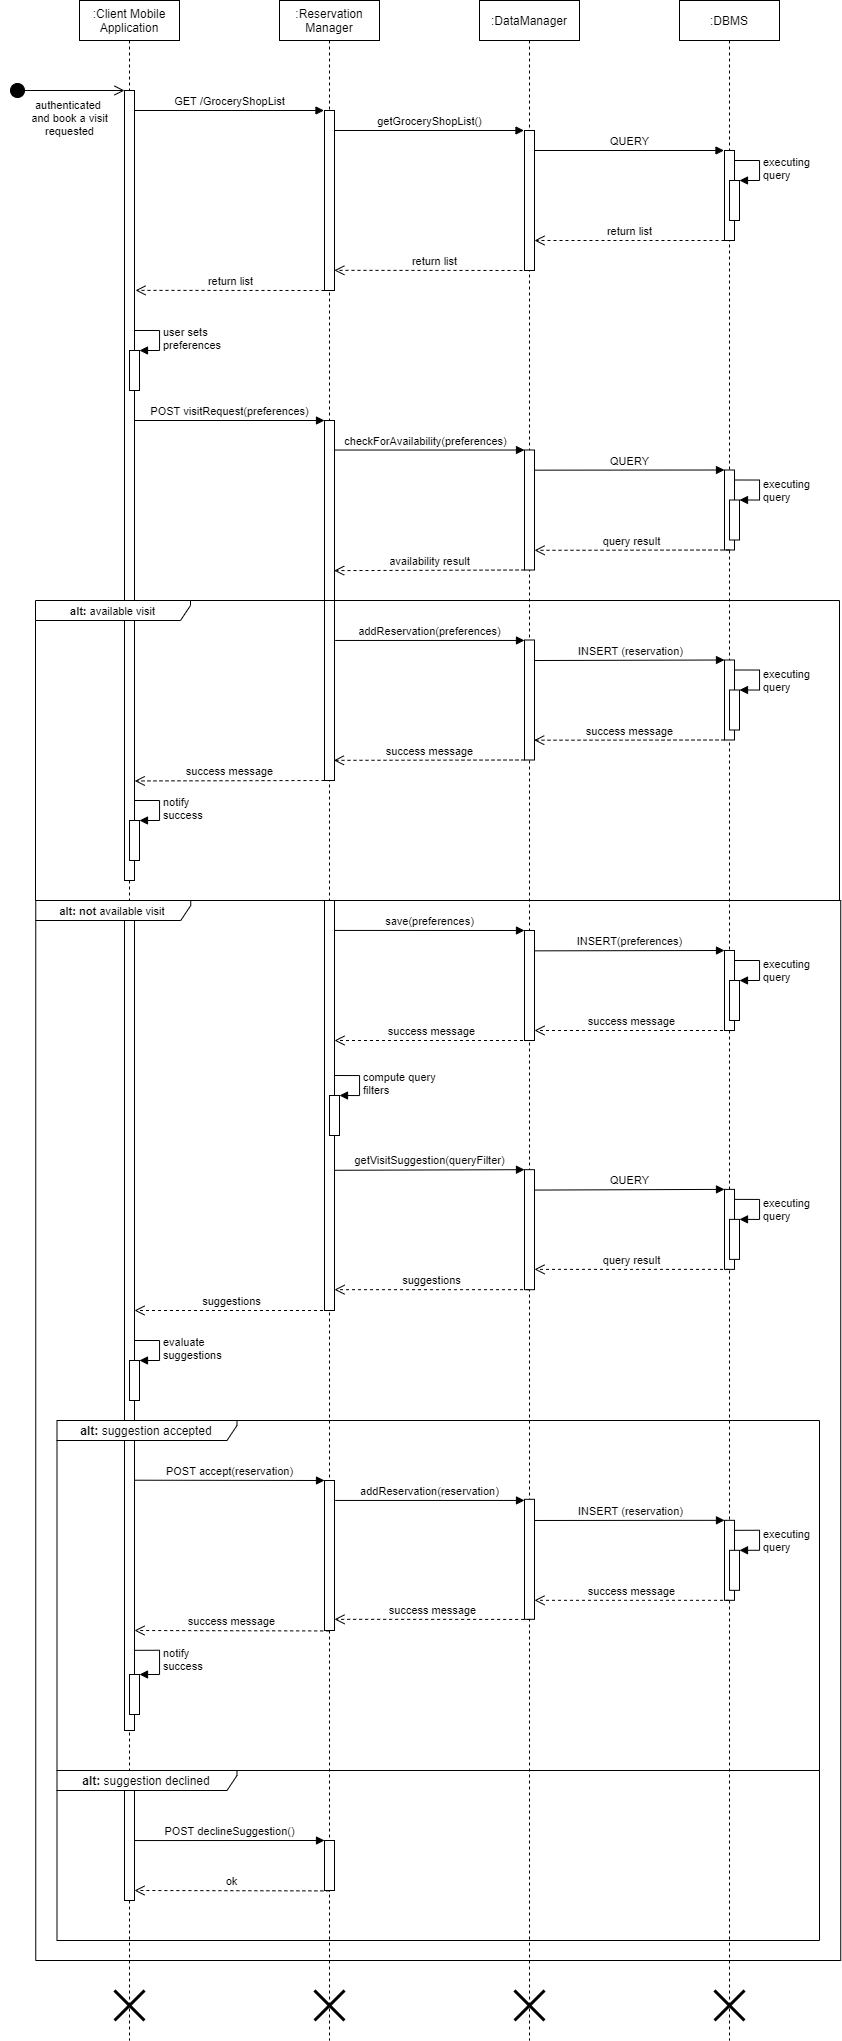 :Client Mobile
Application
:Reservation
Manager
:DataManager
:DBMS
authenticated
and book a visit
requested
GET /GroceryShopList
getGroceryShopList()
QUERY
executing
query
return list
return list
return list
user sets
preferences
POST visitRequest(preferences)
checkForAvailability(preferences)
QUERY
executing
query
query result
availability result
alt: available visit
addReservation(preferences)
INSERT (reservation)
executing
query
success message
success message
success message
notify
success
alt: not available visit
save(preferences)
INSERT(preferences)
executing
query
success message
success message
compute query
filters
getVisitSuggestion(queryFilter)
QUERY
executing
query
query result
suggestions
suggestions
evaluate
suggestions
alt: suggestion accepted
POST accept(reservation)
addReservation(reservation)
INSERT (reservation)
executing
query
success message
success message
success message
notify
success
alt: suggestion declined
POST declineSuggestion()
ok